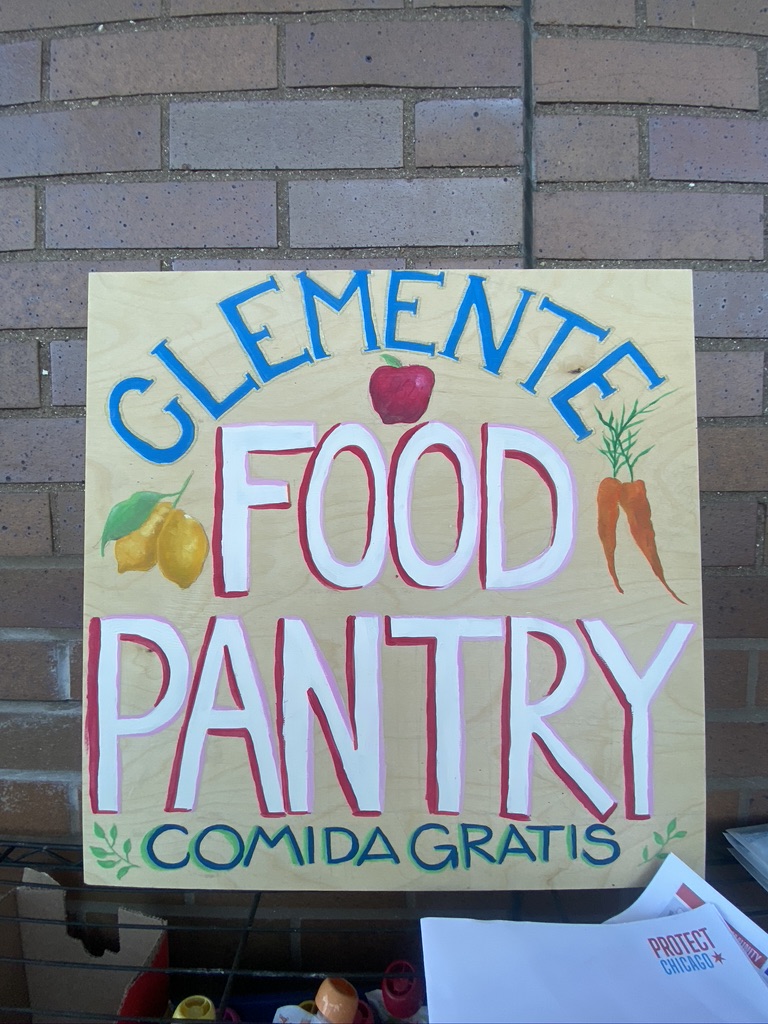 CLEMENTE
FOOD
PANTRY
COMIDA GRATIS
PROTECT
CHICAGO